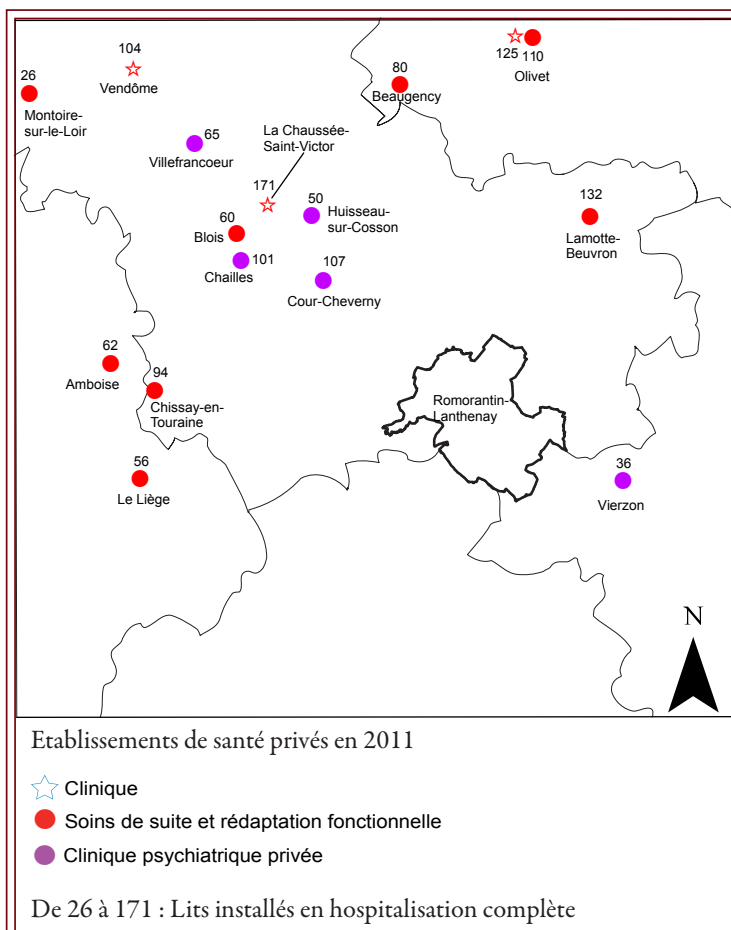 104
Vendôme
26
Montoire-
sur-le-Loir
65
Villefrancoeur
80
Beaugency
125
110
Olivet
La Chaussée-
Saint-Victor
171
50
Huisseau-
sur-Cosson
60
Blois
101
Chailles
107
Cour-Cheverny
132
Lamotte-
Beuvron
62
Amboise
94
Chissay-en-
Touraine
56
Le Liège
Romorantin-
Lanthenay
36
Vierzon
N
Etablissements de santé privés en 2011
Clinique
Soins de suite et rédaptation fonctionnelle
Clinique psychiatrique privée
De 26 à 171 : Lits installés en hospitalisation complète